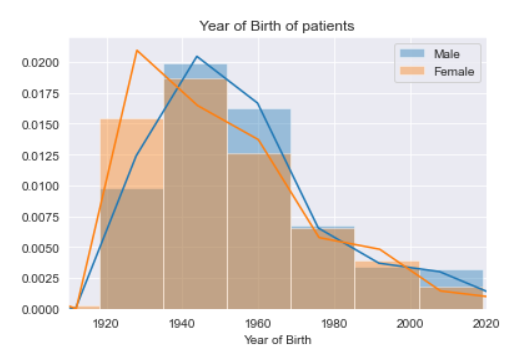 Year of Birth of patients
Male
Female
0.0200
0.0175
0.0150
0.0125
0.0100
0.0075
0.0050
0.0025
0.0000
1920 1940 1960 1980 2000 2020
Year of Birth